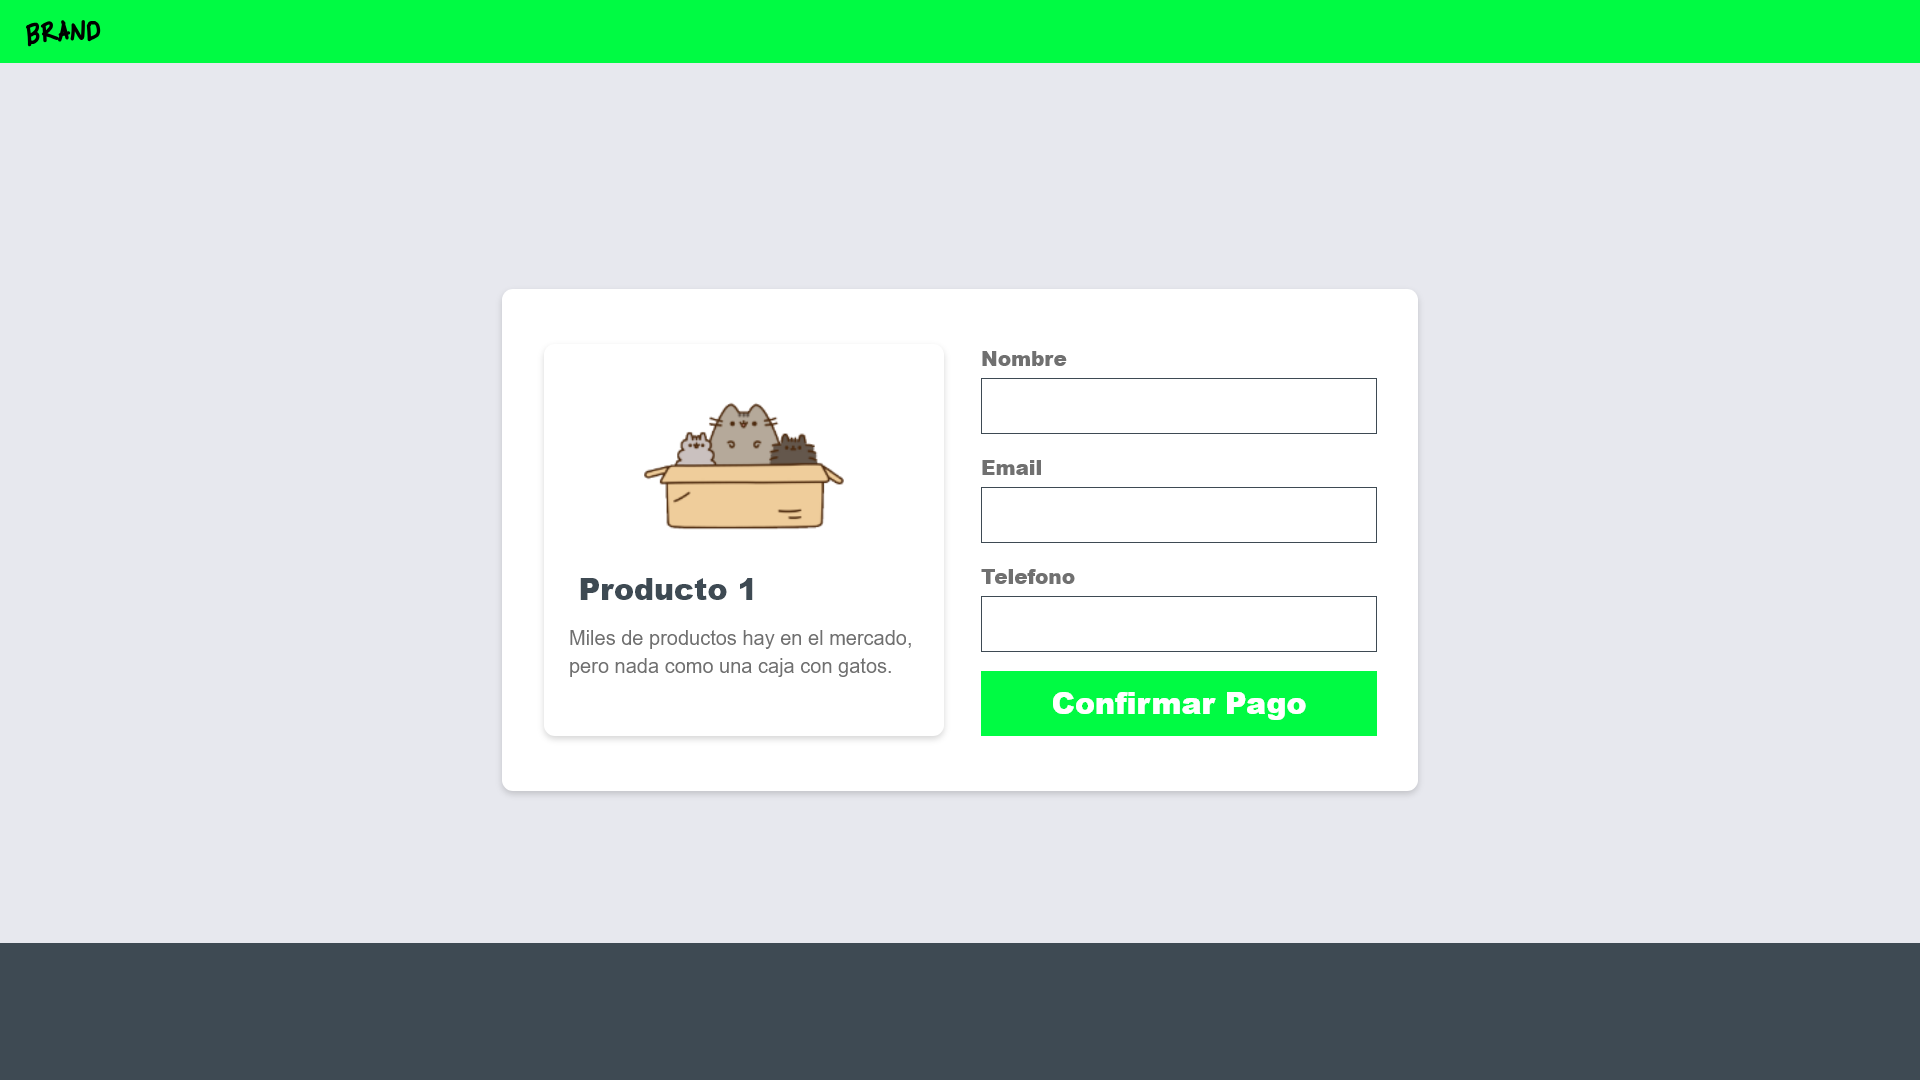 BRAND
Producto 1
Miles de productos hay en el mercado,
pero nada como una caja con gatos.
Nombre
Email
Telefono
Confirmar Pago